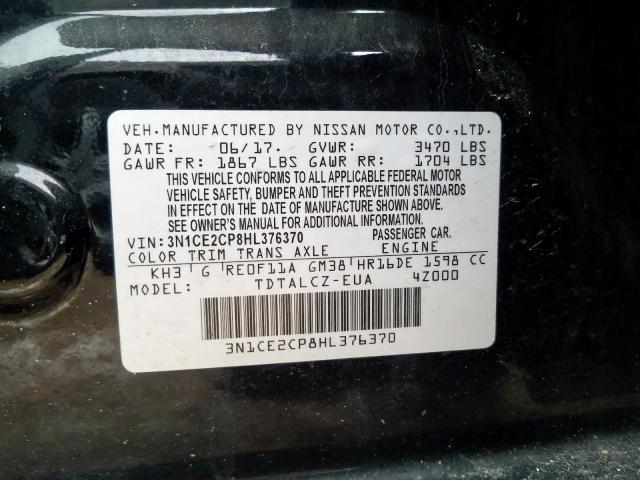 VEH.MANUFACTURED BY NISSAN MOTOR CO.,LTD.
DATE: 06/17. GVWR: 3470 LBS
GAWR FR: 1867 LBS GAWR RR: 1704 LBS
THIS VEHICLE CONFORMS TO ALL APPLICABLE FEDERAL MOTOR
VEHICLE SAFETY, BUMPER AND THEFT PREVENTION STANDARDS
IN EFFECT ON THE DATE OF MANUFACTURE SHOWN ABOVE.
SEE OWNER'S MANUAL FOR ADDITIONAL INFORMATION.
VIN: 3N1CE2CP8HL376370 PASSENGER CAR.
COLOR TRIM TRANS AXLE ENGINE
KH3 G RE0F11A GM38 HR16DE 1598 CC
MODEL: TDTALCZ-EUA 4Z000
3N1CE2CP8HL376370